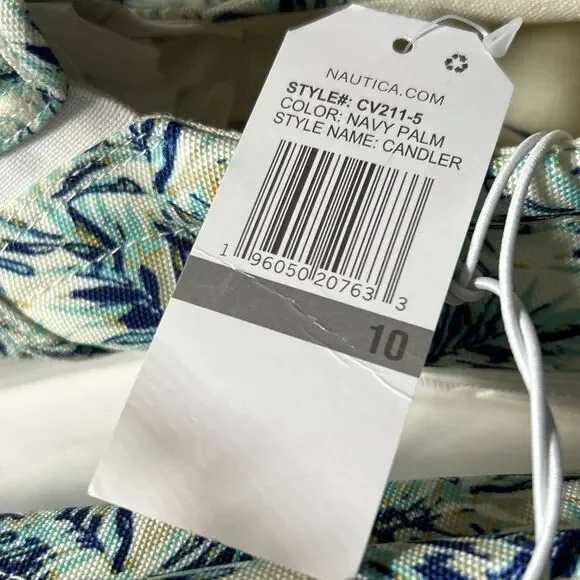 NAUTICA.COM
STYLE#: CV211-5
COLOR: NAVY PALM
STYLE NAME: CANDLER
1 96050 20763 3
10